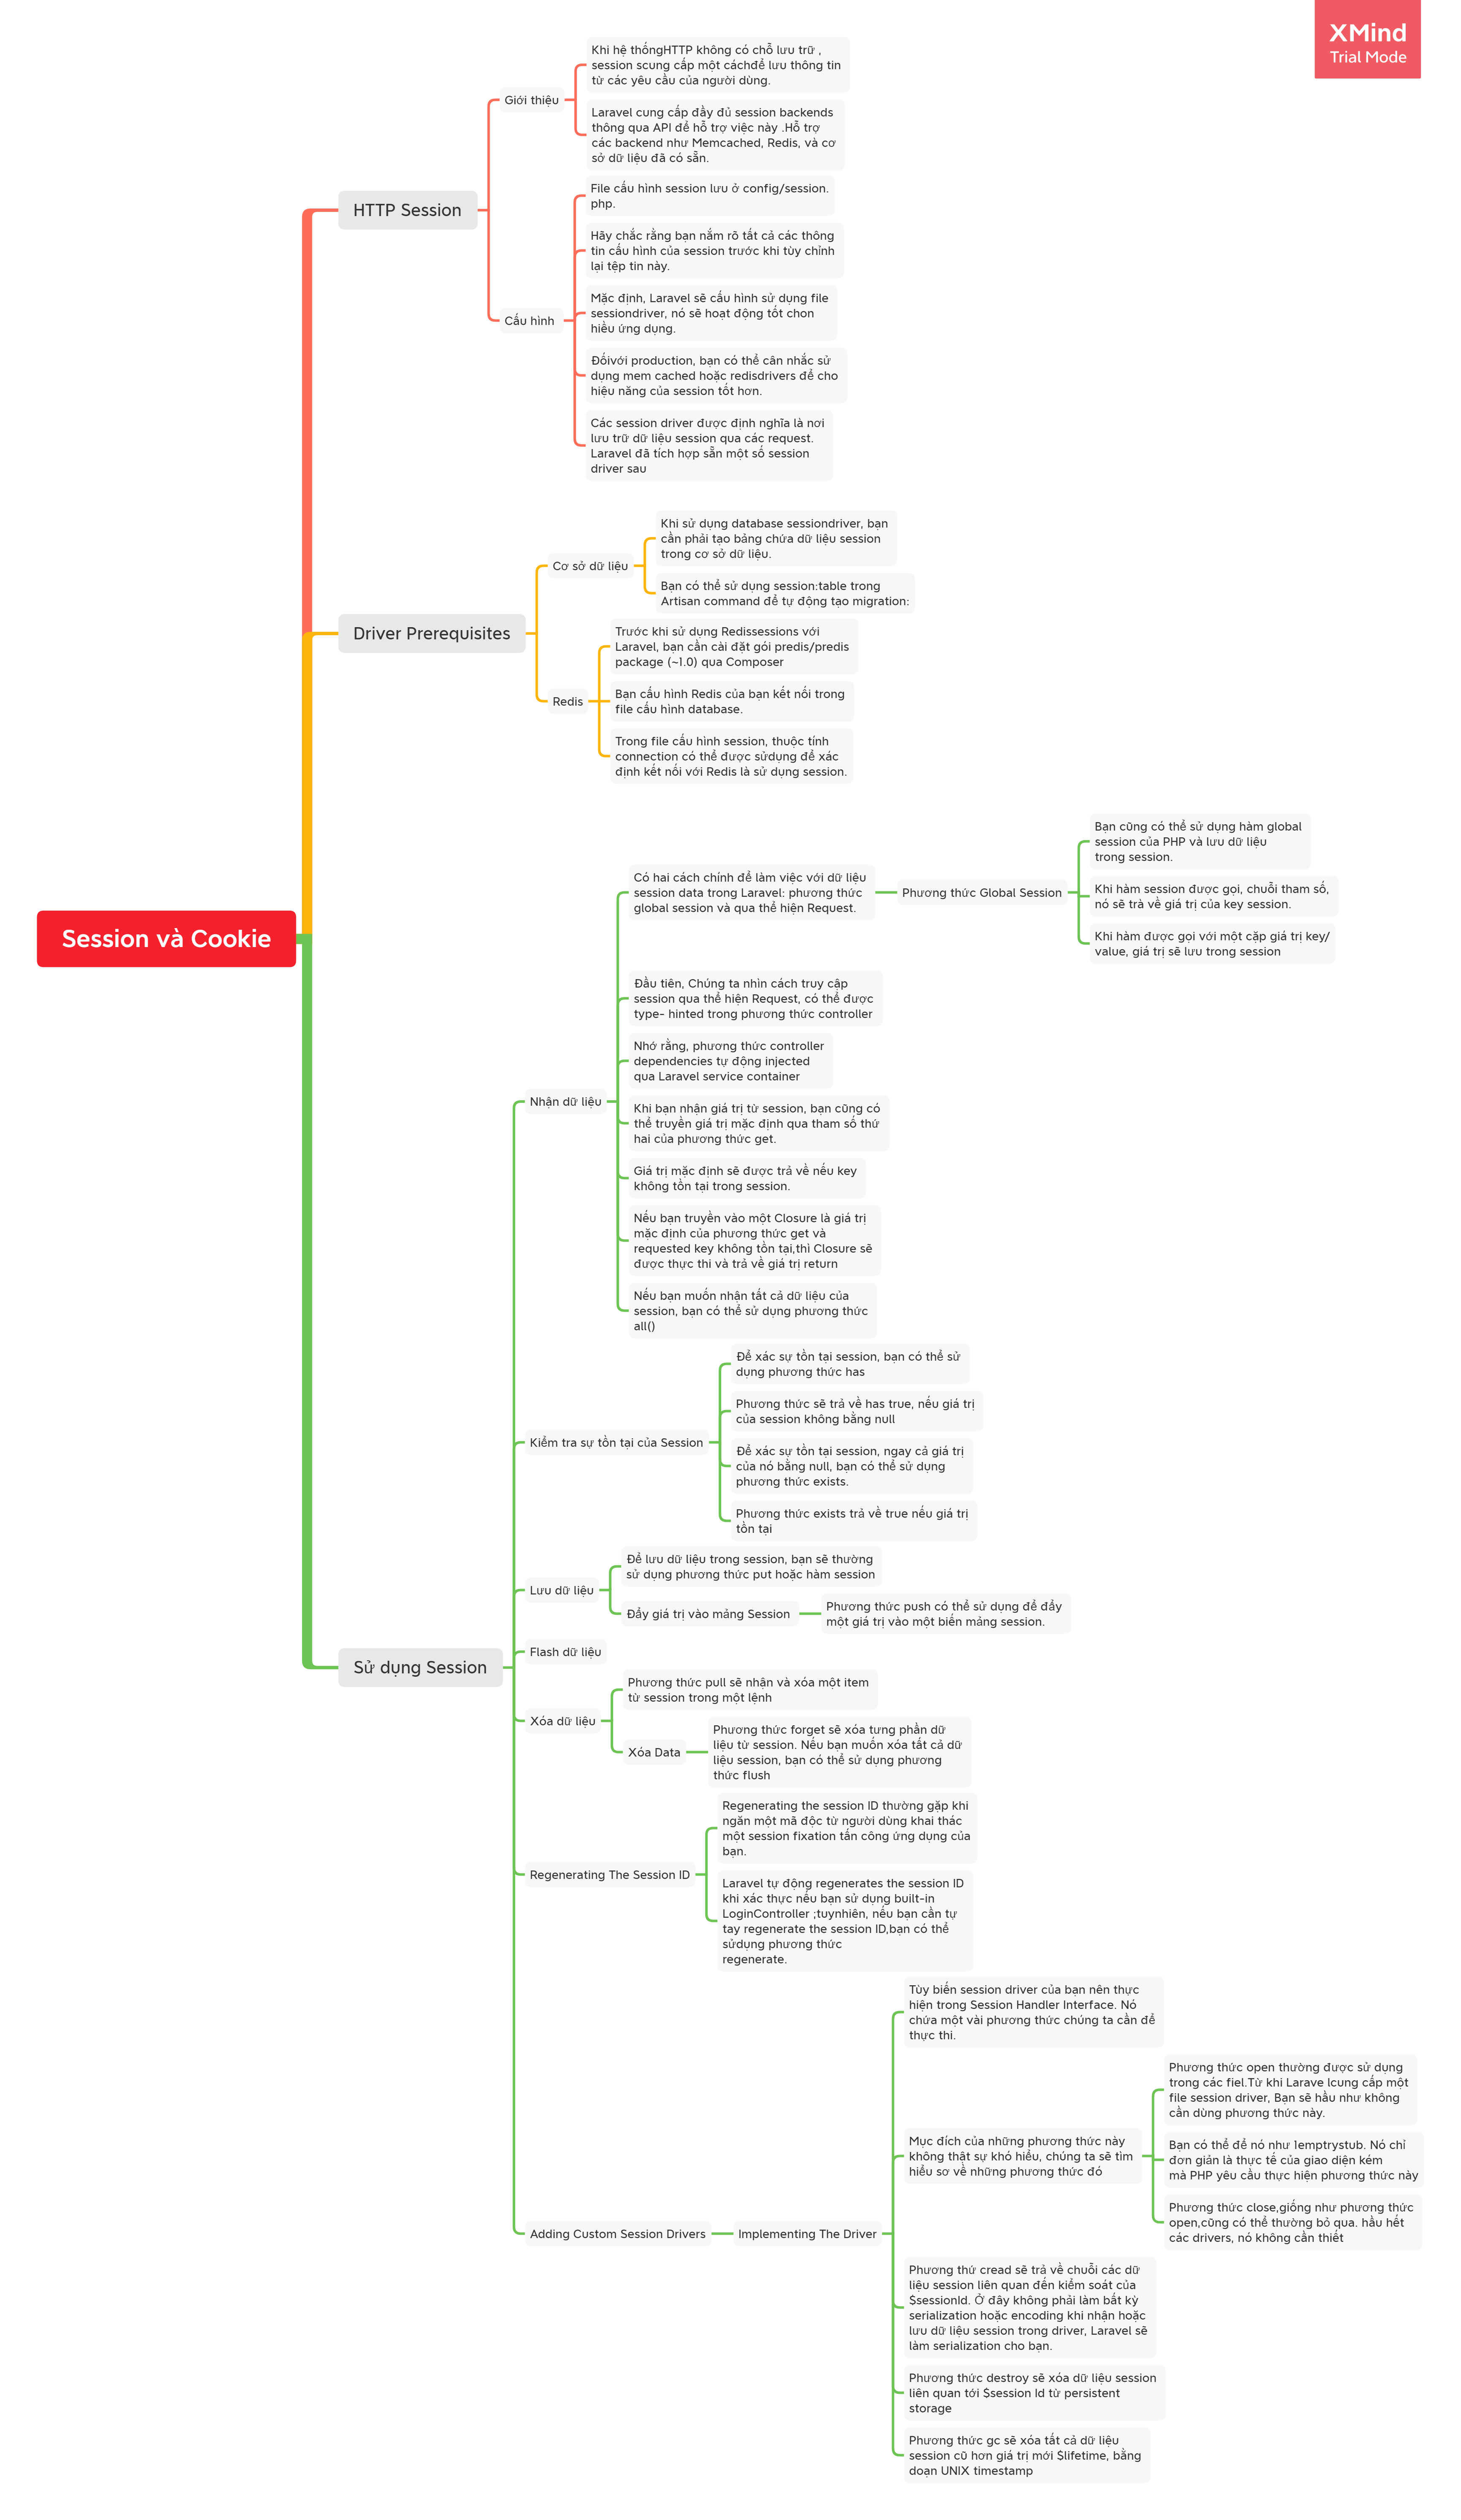 XMind
Trial Mode
Session và Cookie
HTTP Session
Giới thiệu
Khi hệ thốngHTTP không có chỗ lưu trữ ,
session scung cấp một cáchđể lưu thông tin
từ các yêu cầu của người dùng.
Laravel cung cấp đầy đủ session backends
thông qua API để hỗ trợ việc này .Hỗ trợ
các backend như Memcached, Redis, và cơ
sở dữ liệu đã có sẵn.
Cấu hình
File cấu hình session lưu ở config/session.
php.
Hãy chắc rằng bạn nắm rõ tất cả các thông
tin cấu hình của session trước khi tùy chỉnh
lại tệp tin này.
Mặc định, Laravel sẽ cấu hình sử dụng file
sessiondriver, nó sẽ hoạt động tốt chon
hiều ứng dụng.
Đốivới production, bạn có thể cân nhắc sử
dụng mem cached hoặc redisdrivers để cho
hiệu năng của session tốt hơn.
Các session driver được định nghĩa là nơi
lưu trữ dữ liệu session qua các request.
Laravel đã tích hợp sẵn một số session
driver sau
Driver Prerequisites
Cơ sở dữ liệu
Khi sử dụng database sessiondriver, bạn
cần phải tạo bảng chứa dữ liệu session
trong cơ sở dữ liệu.
Bạn có thể sử dụng session:table trong
Artisan command để tự động tạo migration:
Redis
Trước khi sử dụng Redissessions với
Laravel, bạn cần cài đặt gói predis/predis
package (~1.0) qua Composer
Bạn cấu hình Redis của bạn kết nối trong
file cấu hình database.
Trong file cấu hình session, thuộc tính
connection có thể được sửdụng để xác
định kết nối với Redis là sử dụng session.
Sử dụng Session
Nhận dữ liệu
Có hai cách chính để làm việc với dữ liệu
session data trong Laravel: phương thức
global session và qua thể hiện Request.
Phương thức Global Session
Bạn cũng có thể sử dụng hàm global
session của PHP và lưu dữ liệu
trong session.
Khi hàm session được gọi, chuỗi tham số,
nó sẽ trả về giá trị của key session.
Khi hàm được gọi với một cặp giá trị key/
value, giá trị sẽ lưu trong session
Đầu tiên, Chúng ta nhìn cách truy cập
session qua thể hiện Request, có thể được
type- hinted trong phương thức controller
Nhớ rằng, phương thức controller
dependencies tự động injected
qua Laravel service container
Khi bạn nhận giá trị từ session, bạn cũng có
thể truyền giá trị mặc định qua tham số thứ
hai của phương thức get.
Giá trị mặc định sẽ được trả về nếu key
không tồn tại trong session.
Nếu bạn truyền vào một Closure là giá trị
mặc định của phương thức get và
requested key không tồn tại,thì Closure sẽ
được thực thi và trả về giá trị return
Nếu bạn muốn nhận tất cả dữ liệu của
session, bạn có thể sử dụng phương thức
all()
Kiểm tra sự tồn tại của Session
Để xác sự tồn tại session, bạn có thể sử
dụng phương thức has
Phương thức sẽ trả về has true, nếu giá trị
của session không bằng null
Để xác sự tồn tại session, ngay cả giá trị
của nó bằng null, bạn có thể sử dụng
phương thức exists.
Phương thức exists trả về true nếu giá trị
tồn tại
Lưu dữ liệu
Để lưu dữ liệu trong session, bạn sẽ thường
sử dụng phương thức put hoặc hàm session
Đẩy giá trị vào mảng Session
Phương thức push có thể sử dụng để đẩy
một giá trị vào một biến mảng session.
Flash dữ liệu
Xóa dữ liệu
Phương thức pull sẽ nhận và xóa một item
từ session trong một lệnh
Xóa Data
Phương thức forget sẽ xóa tưng phần dữ
liệu từ session. Nếu bạn muốn xóa tất cả dữ
liệu session, bạn có thể sử dụng phương
thức flush
Regenerating The Session ID
Regenerating the session ID thường gặp khi
ngăn một mã độc từ người dùng khai thác
một session fixation tấn công ứng dụng của
bạn.
Laravel tự động regenerates the session ID
khi xác thực nếu bạn sử dụng built-in
LoginController ;tuynhiên, nếu bạn cần tự
tay regenerate the session ID,bạn có thể
sửdụng phương thức
regenerate.
Adding Custom Session Drivers
Implementing The Driver
Tùy biến session driver của bạn nên thực
hiện trong Session Handler Interface. Nó
chứa một vài phương thức chúng ta cần để
thực thi.
Mục đích của những phương thức này
không thật sự khó hiểu, chúng ta sẽ tìm
hiểu sơ về những phương thức đó
Phương thức open thường được sử dụng
trong các fiel.Từ khi Larave lcung cấp một
file session driver, Bạn sẽ hầu như không
cần dùng phương thức này.
Bạn có thể để nó như 1emptrystub. Nó chỉ
đơn giản là thực tế của giao diện kém
mà PHP yêu cầu thực hiện phương thức này
Phương thức close,giống như phương thức
open,cũng có thể thường bỏ qua. hầu hết
các drivers, nó không cần thiết
Phương thứ cread sẽ trả về chuỗi các dữ
liệu session liên quan đến kiểm soát của
$sessionId. Ở đây không phải làm bất kỳ
serialization hoặc encoding khi nhận hoặc
lưu dữ liệu session trong driver, Laravel sẽ
làm serialization cho bạn.
Phương thức destroy sẽ xóa dữ liệu session
liên quan tới $session Id từ persistent
storage
Phương thức gc sẽ xóa tất cả dữ liệu
session cũ hơn giá trị mới $lifetime, bằng
đoạn UNIX timestamp